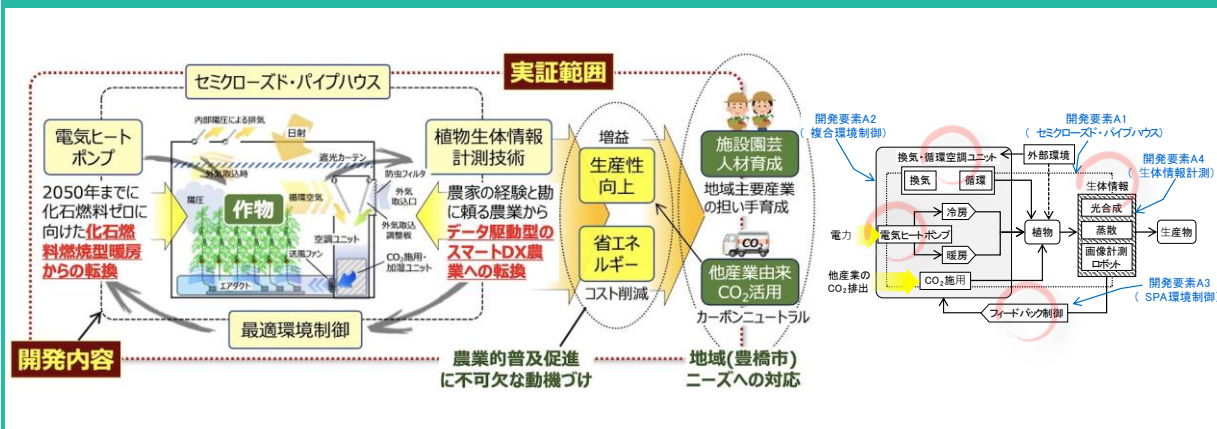 実証範囲
セミクローズド・パイプハウス
電気ヒート
ポンプ
2050年までに
化石燃料ゼロに
向けた化石燃
料燃焼型暖房
からの転換
内部陽圧による排気
日射
遮光カーテン
外気取込時
防虫フィルタ
外気
取込口
陽圧
作物
循環空気
外気取込
調整板
空調ユニット
送風ファン
CO₂施用・
加湿ユニット
エアダクト
植物生体情報
計測技術
農家の経験と勘
に頼る農業から
データ駆動型の
スマートDX農
業への転換
最適環境制御
開発内容
増益
生産性
向上
省エネ
ルギー
コスト削減
農業的普及促進
に不可欠な動機づけ
施設園芸
人材育成
地域主要産業
の担い手育成
CO₂
他産業由来
CO₂活用
カーボンニュートラル
地域(豊橋市)
ニーズへの対応
開発要素A2
( 複合環境制御)
開発要素A1
( セミクローズド・パイプハウス)
開発要素A4
( 生体情報計測)
換気・循環空調ユニット
外部環境
換気
循環
生体情報
光合成
蒸散
画像計測
ロボット
電力
電気ヒートポンプ
冷房
暖房
植物
生産物
他産業の
CO₂排出
CO₂施用
フィードバック制御
開発要素A3
( SPA環境制御)